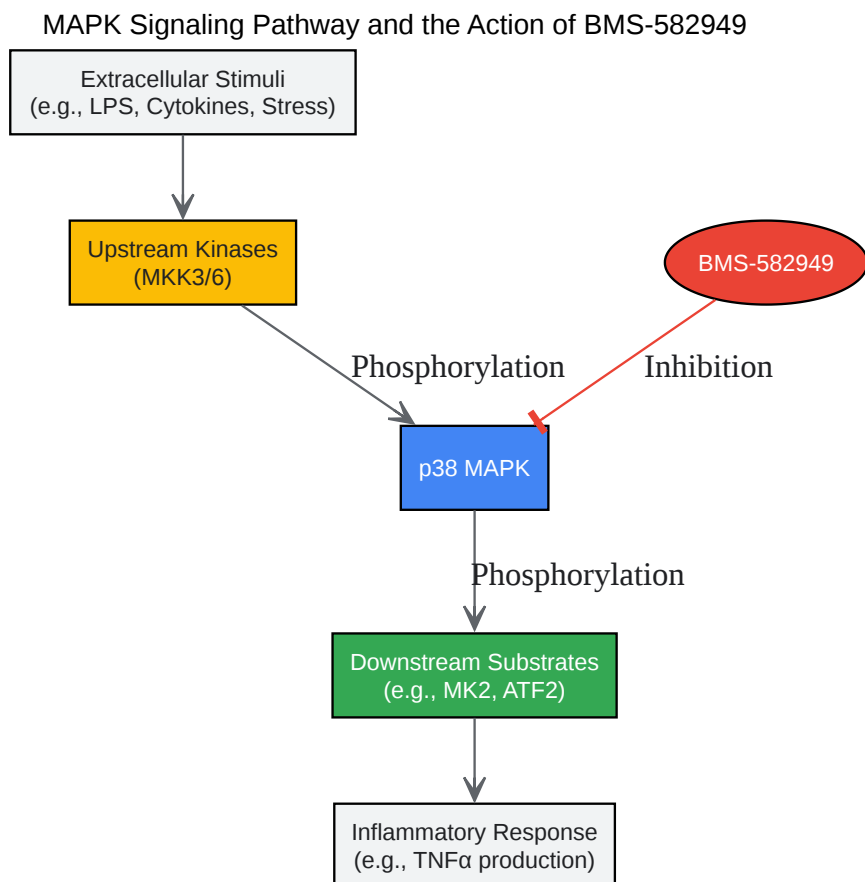 MAPK Signaling Pathway and the Action of BMS-582949
Extracellular Stimuli
(e.g., LPS, Cytokines, Stress)
Upstream Kinases
(MKK3/6)
BMS-582949
Phosphorylation
Inhibition
p38 MAPK
Phosphorylation
Downstream Substrates
(e.g., MK2, ATF2)
Inflammatory Response
(e.g., TNFα production)